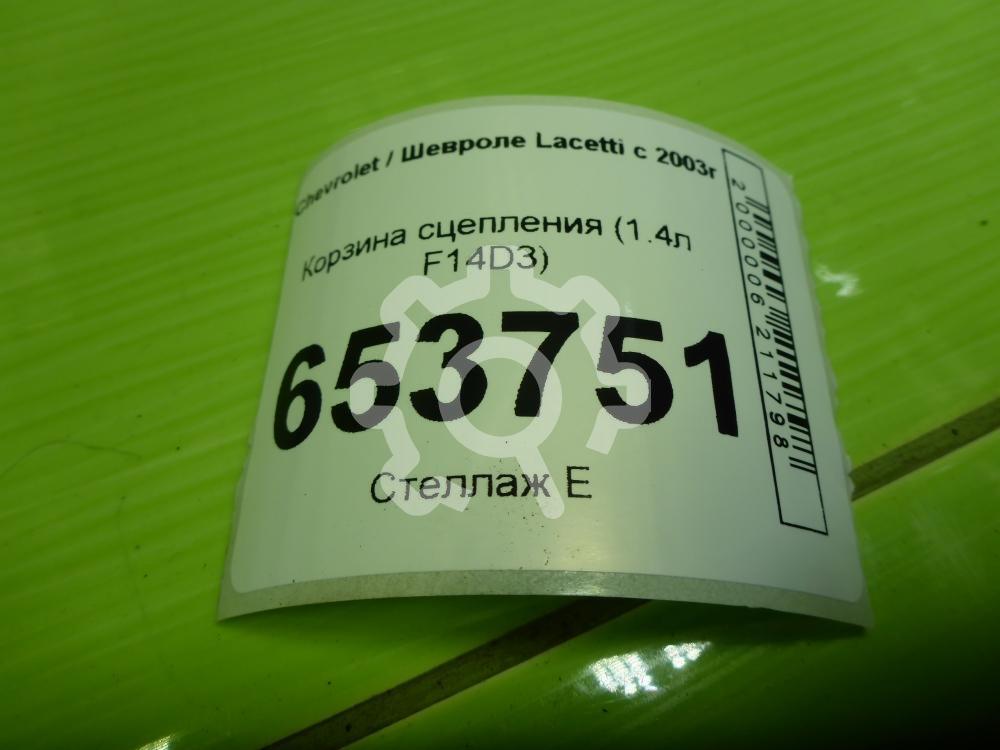 Chevrolet / Шевроле Lacetti с 2003г
Корзина сцепления (1.4л
F14D3)
653751
Стеллаж Е
2000006211798